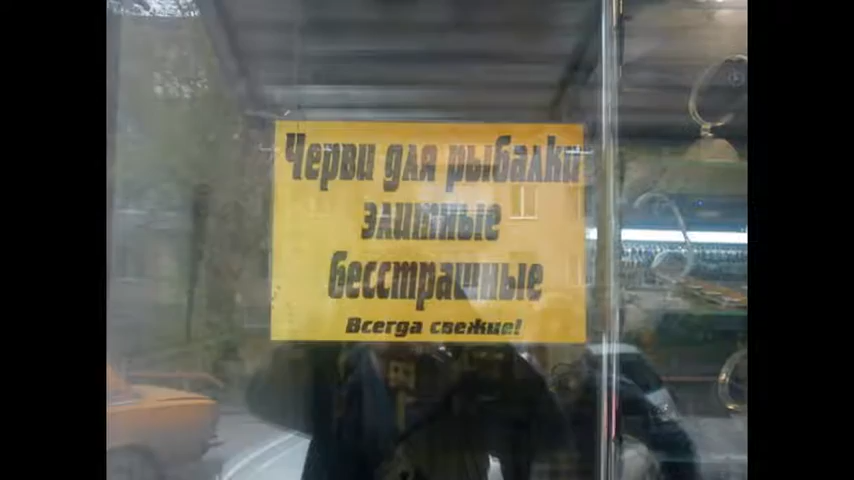 Черви для рыбалки
элитные
бесстрашные
Всегда свежие!